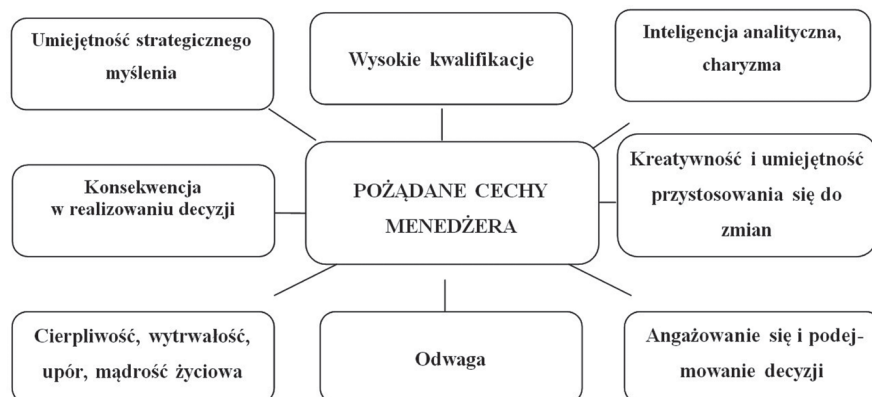 Umiejętność strategicznego
myślenia
Wysokie kwalifikacje
Inteligencja analityczna,
charyzma
Konsekwencja
w realizowaniu decyzji
POŻĄDANE CECHY
MENEDŻERA
Kreatywność i umiejętność
przystosowania się do
zmian
Cierpliwość, wytrwałość,
upór, mądrość życiowa
Odwaga
Angażowanie się i podej-
mowanie decyzji